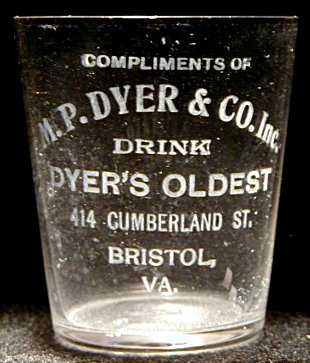 COMPLIMENTS OF
M.P. DYER & CO. Inc.
DRINK
DYER'S OLDEST
414 CUMBERLAND ST.
BRISTOL,
VA.